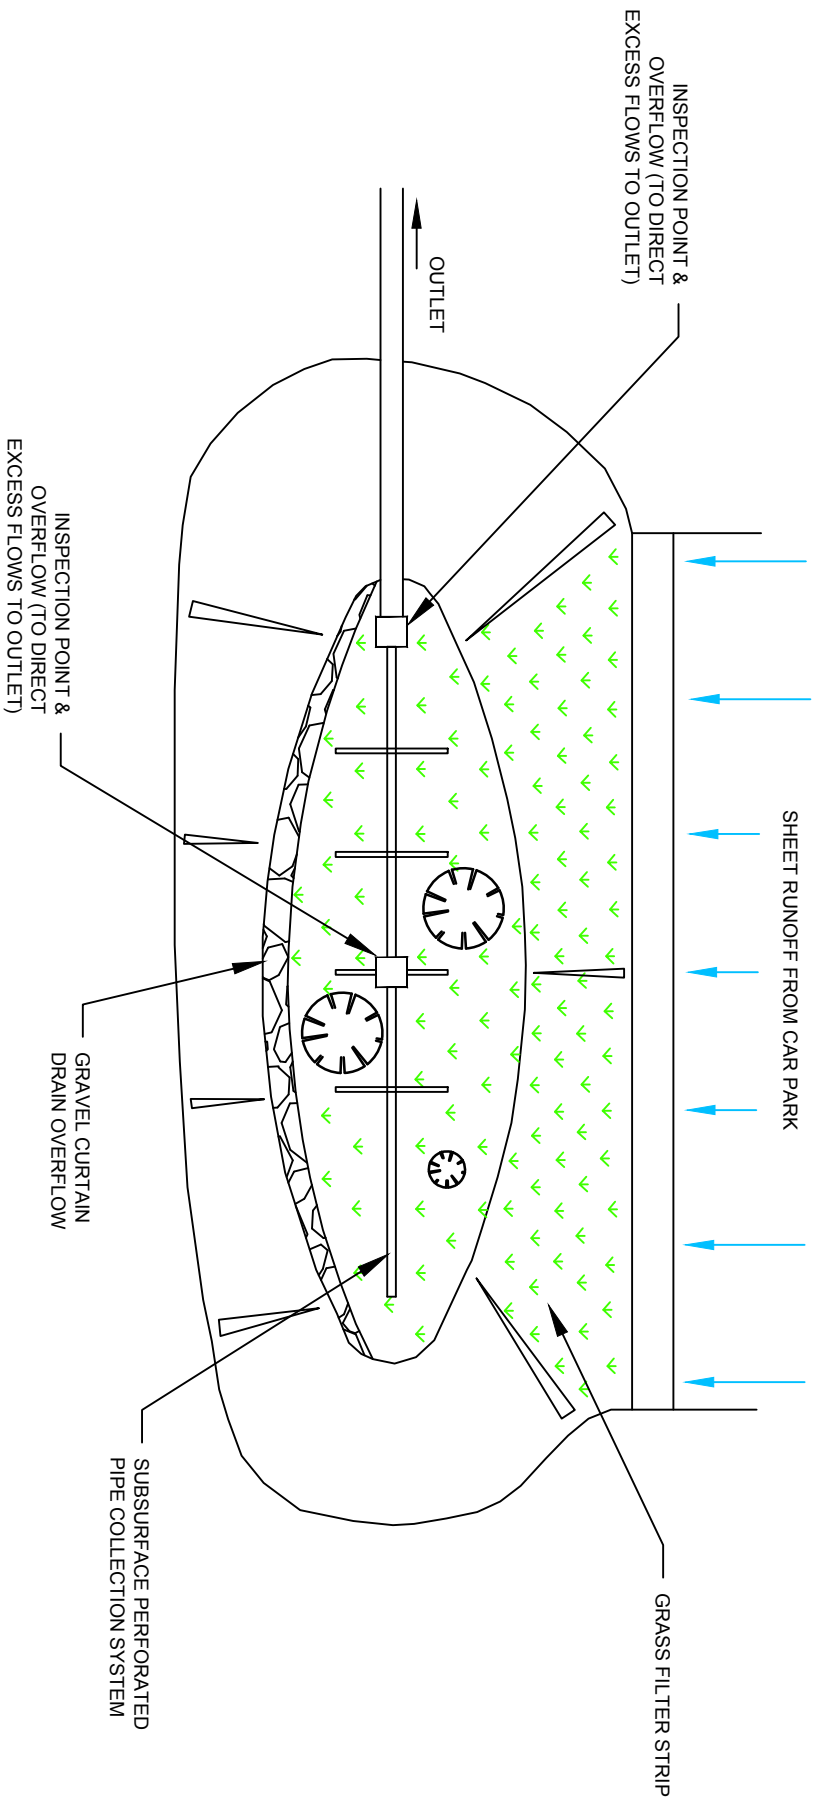 INSPECTION POINT &
OVERFLOW (TO DIRECT
EXCESS FLOWS TO OUTLET)
OUTLET
SHEET RUNOFF FROM CAR PARK
GRASS FILTER STRIP
INSPECTION POINT &
OVERFLOW (TO DIRECT
EXCESS FLOWS TO OUTLET)
GRAVEL CURTAIN
DRAIN OVERFLOW
SUBSURFACE PERFORATED
PIPE COLLECTION SYSTEM